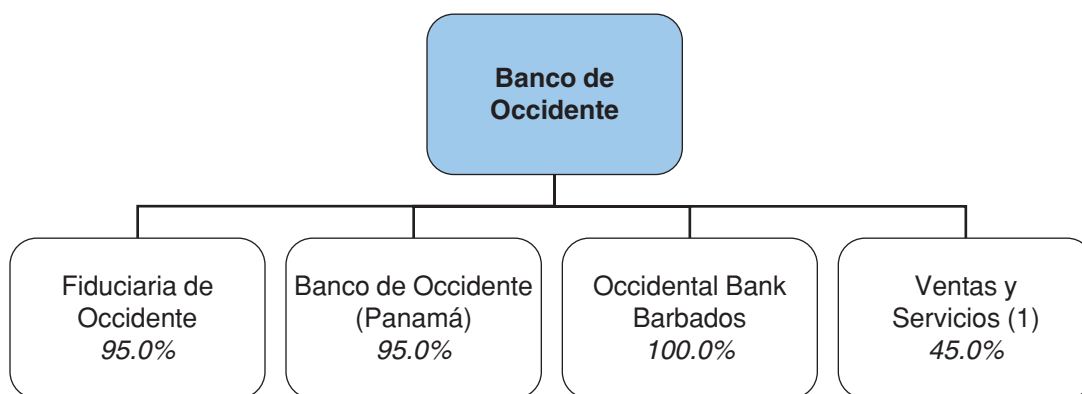 Banco de
Occidente
Fiduciaria de
Occidente
95.0%
Banco de Occidente
(Panamá)
95.0%
Occidental Bank
Barbados
100.0%
Ventas y
Servicios (1)
45.0%